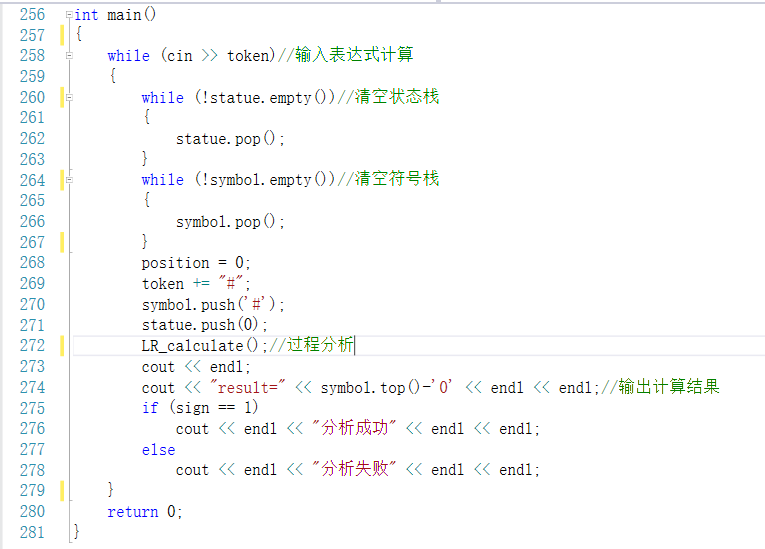 256 int main()
257 {
258 while (cin >> token)//输入表达式计算
259 {
260 while (!statue.empty())//清空状态栈
261 {
262 statue.pop();
263 }
264 while (!symbol.empty())//清空符号栈
265 {
266 symbol.pop();
267 }
268 position = 0;
269 token += "#";
270 symbol.push('#');
271 statue.push(0);
272 LR_calculate();//过程分析
273 cout << endl;
274 cout << "result=" << symbol.top()-'0' << endl << endl;//输出计算结果
275 if (sign == 1)
276 cout << endl << "分析成功" << endl << endl;
277 else
278 cout << endl << "分析失败" << endl << endl;
279 }
280 return 0;
281 }